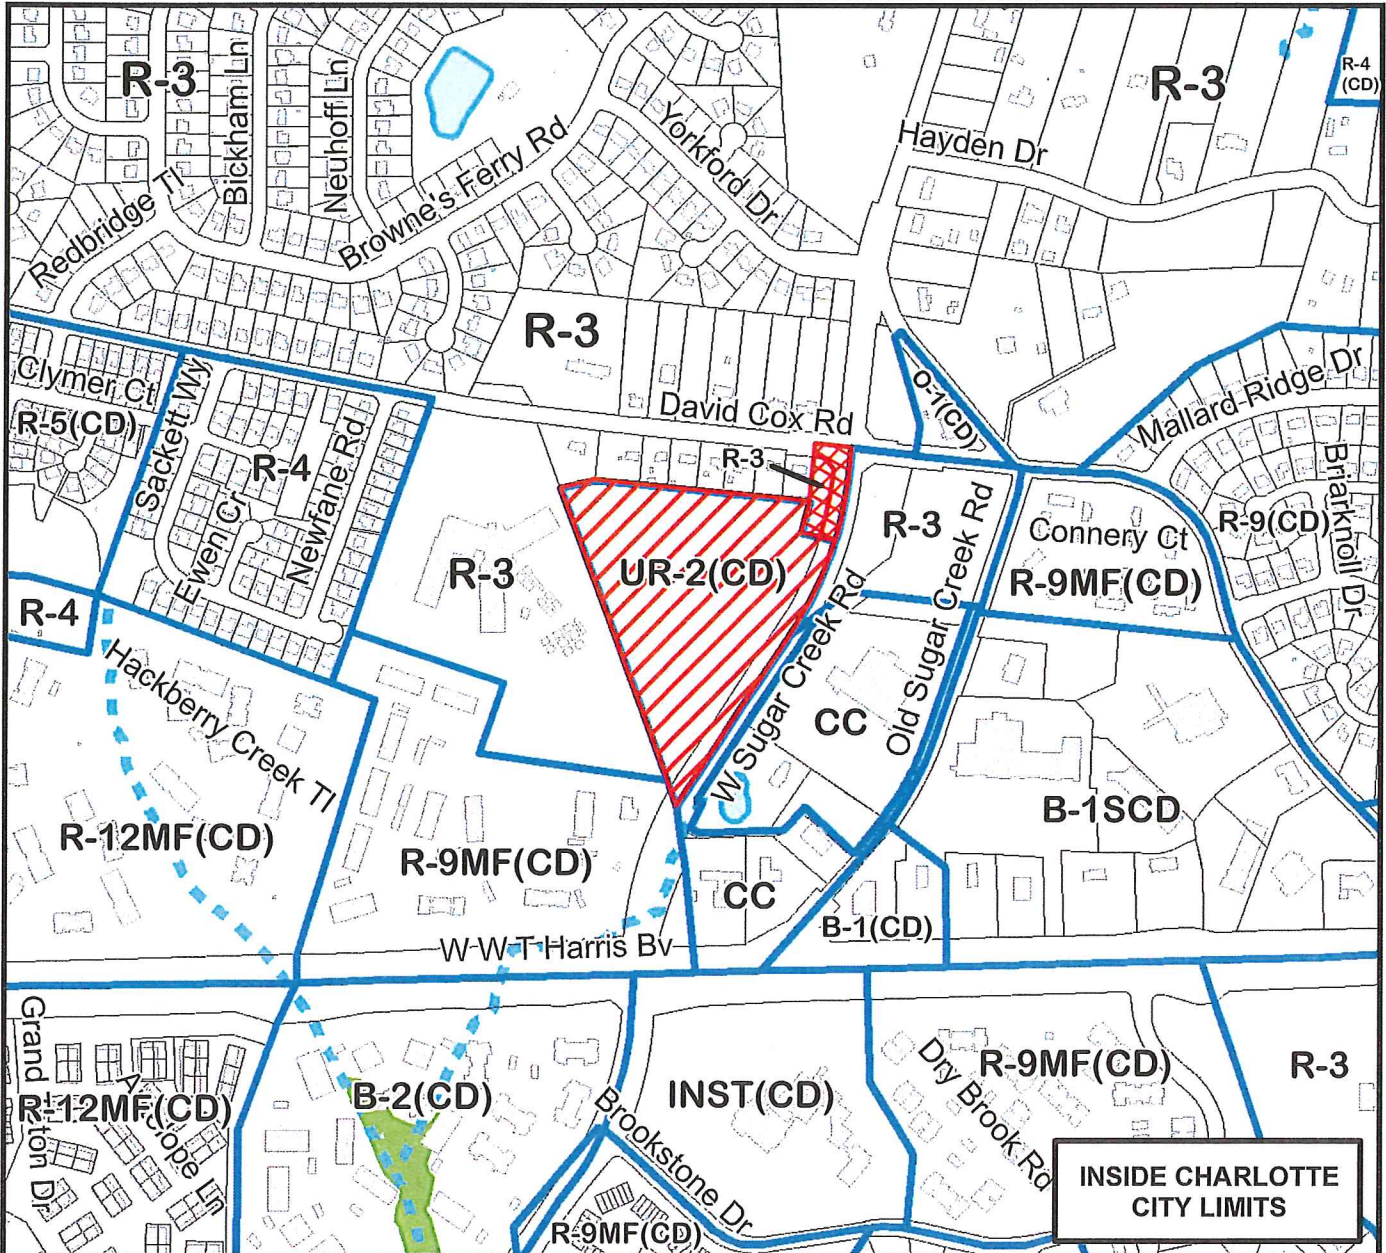 R-3
Bickham Ln
Neuhoff Ln
Redbridge Tl
Browne's Ferry Rd
Yorkford Dr
Hayden Dr
R-3
R-4
(CD)
R-3
Clymer Ct
R-5(CD)
Sackett Wy
R-4
Ewen Cr
Newfane Rd
David Cox Rd
R-3
O-1(CD)
Mallard Ridge Dr
Briarknoll Dr
R-9(CD)
R-3
UR-2(CD)
R-3
Old Sugar Creek Rd
Connery Ct
R-9MF(CD)
R-4
Hackberry Creek Tl
W Sugar Creek Rd
CC
B-1SCD
R-12MF(CD)
R-9MF(CD)
CC
B-1(CD)
W W T Harris Bv
R-12MF(CD)
B-2(CD)
INST(CD)
Brookstone Dr
Dry Brook Rd
R-9MF(CD)
R-3
R-9MF(CD)
INSIDE CHARLOTTE
CITY LIMITS